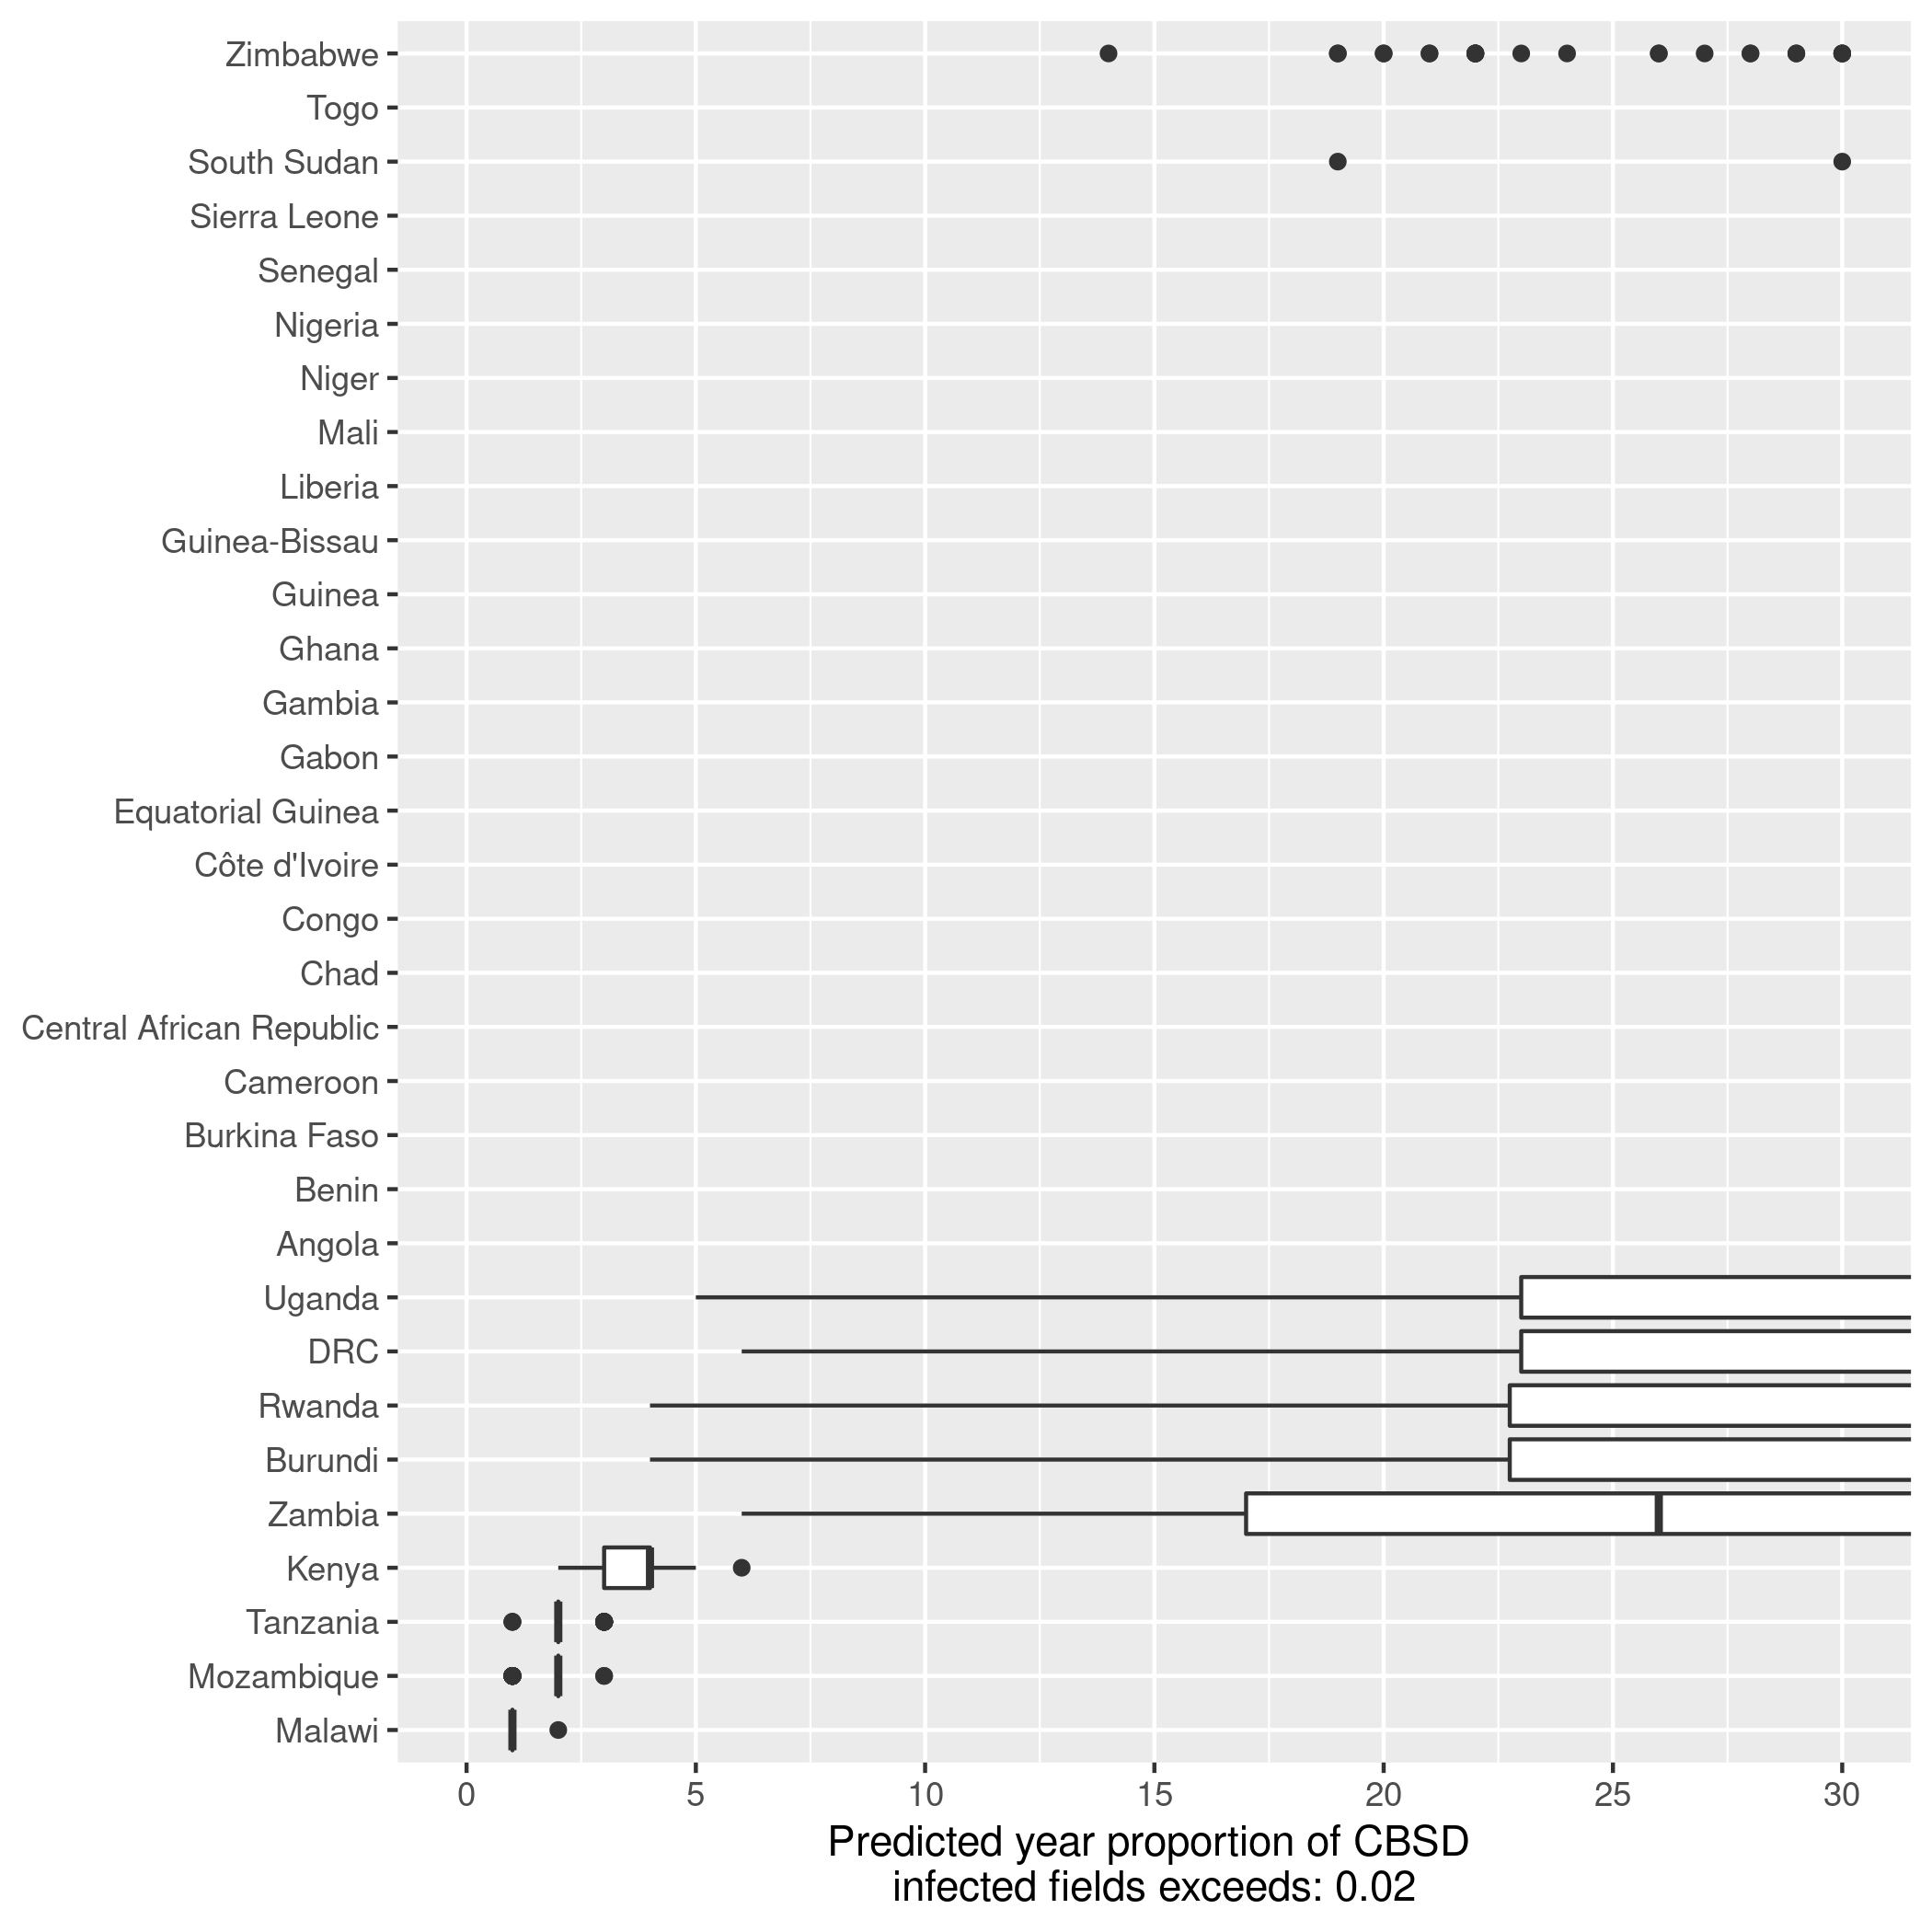 Zimbabwe
Togo
South Sudan
Sierra Leone
Senegal
Nigeria
Niger
Mali
Liberia
Guinea-Bissau
Guinea
Ghana
Gambia
Gabon
Equatorial Guinea
Côte d'Ivoire
Congo
Chad
Central African Republic
Cameroon
Burkina Faso
Benin
Angola
Uganda
DRC
Rwanda
Burundi
Zambia
Kenya
Tanzania
Mozambique
Malawi
0 5 10 15 20 25 30
Predicted year proportion of CBSD
infected fields exceeds: 0.02